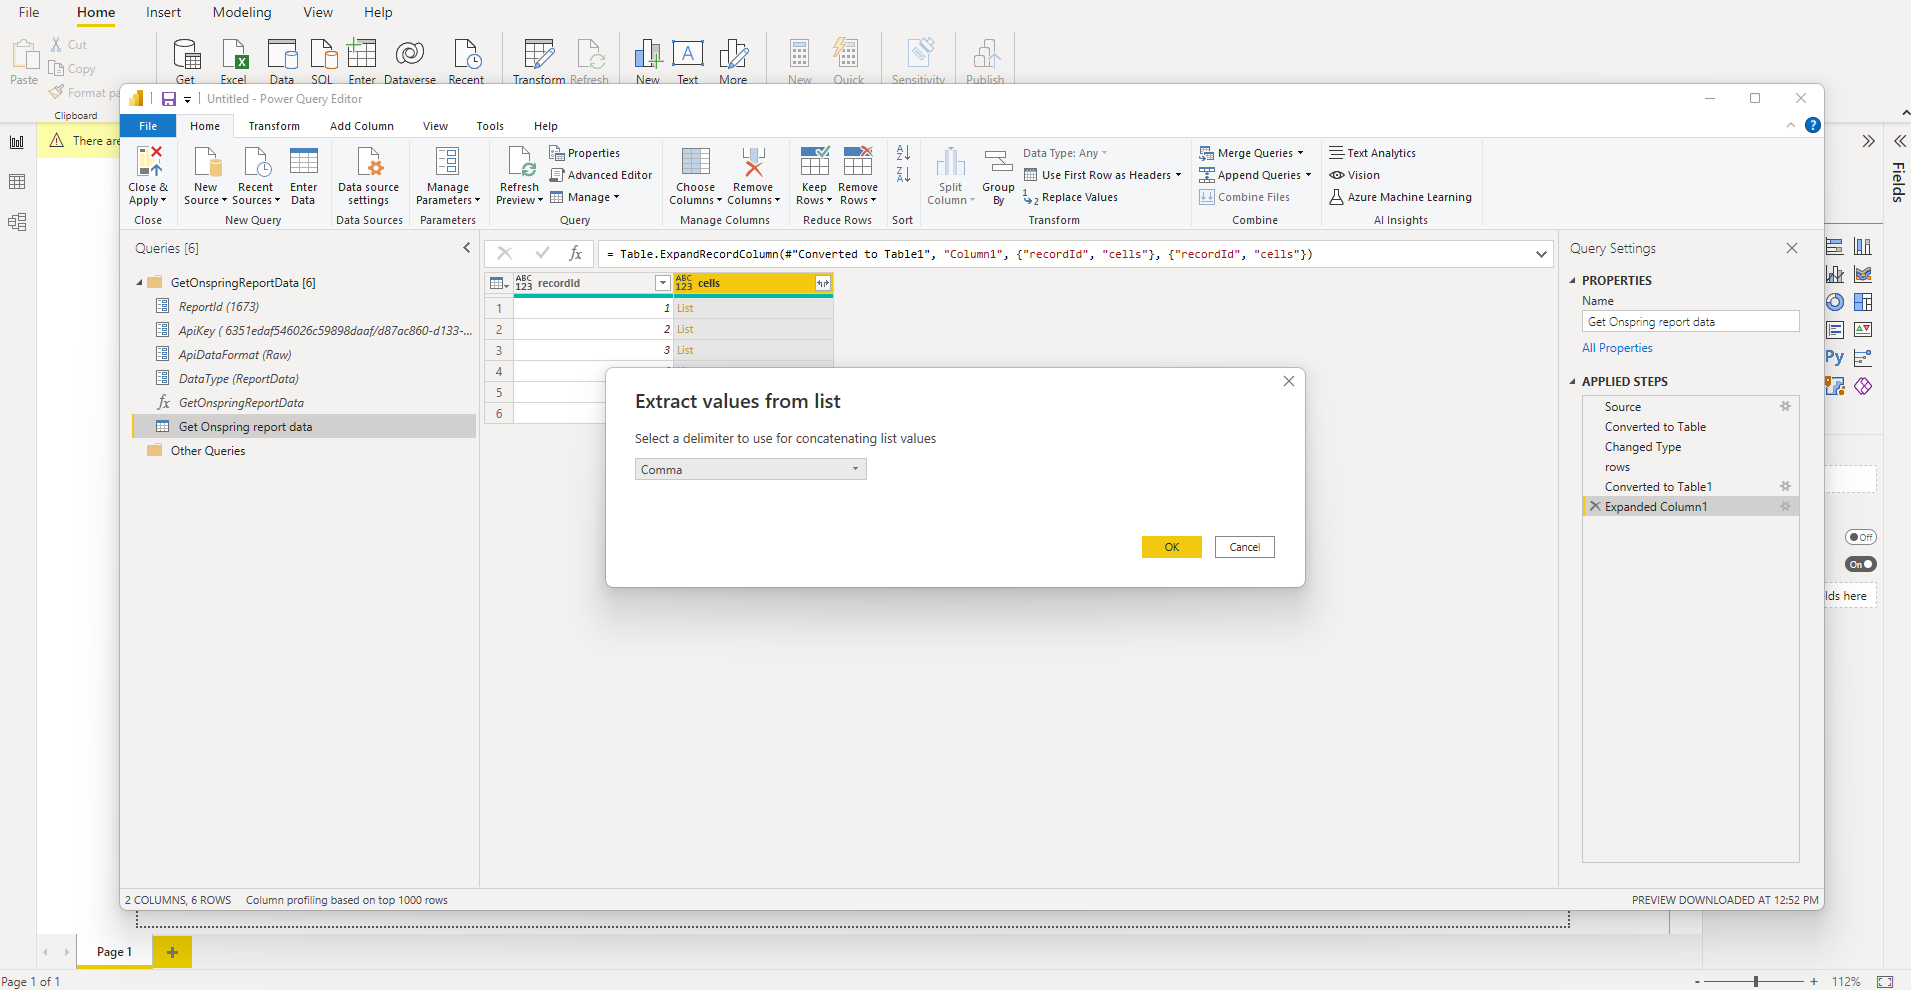 File Home Insert Modeling View Help
Paste Cut
Copy
Format pa
Clipboard
Get Excel Data SQL Enter Dataverse Recent Transform Refresh New Text More New Quick Sensitivity Publish
A
There are
Untitled - Power Query Editor
File Home Transform Add Column View Tools Help
Close & Apply
Close
New Source
Recent Sources
Enter Data
New Query
Data source settings
Data Sources
Manage Parameters
Parameters
Refresh Preview
Properties
Advanced Editor
Manage
Query
Choose Columns
Remove Columns
Manage Columns
Keep Rows
Remove Rows
Reduce Rows
Sort
Split Column
Group By
Data Type: Any
Use First Row as Headers
Replace Values
Transform
Merge Queries
Append Queries
Combine Files
Combine
Text Analytics
Vision
Azure Machine Learning
AI Insights
Fields
Queries [6]
GetOnspringReportData [6]
ReportId (1673)
ApiKey ( 6351edaf546026c59898daaf/d87ac860-d133-...
ApiDataFormat (Raw)
DataType (ReportData)
fx GetOnspringReportData
Get Onspring report data
Other Queries
fx = Table.ExpandRecordColumn(#"Converted to Table1", "Column1", {"recordId", "cells"}, {"recordId", "cells"})
ABC 123 recordId ABC 123 cells
1 1 List
2 2 List
3 3 List
4
5
6
Extract values from list
Select a delimiter to use for concatenating list values
Comma
OK Cancel
Query Settings
PROPERTIES
Name
Get Onspring report data
All Properties
APPLIED STEPS
Source
Converted to Table
Changed Type
rows
Converted to Table1
Expanded Column1
Py
Off
On
lds here
2 COLUMNS, 6 ROWS Column profiling based on top 1000 rows PREVIEW DOWNLOADED AT 12:52 PM
Page 1 +
Page 1 of 1 - + 112%